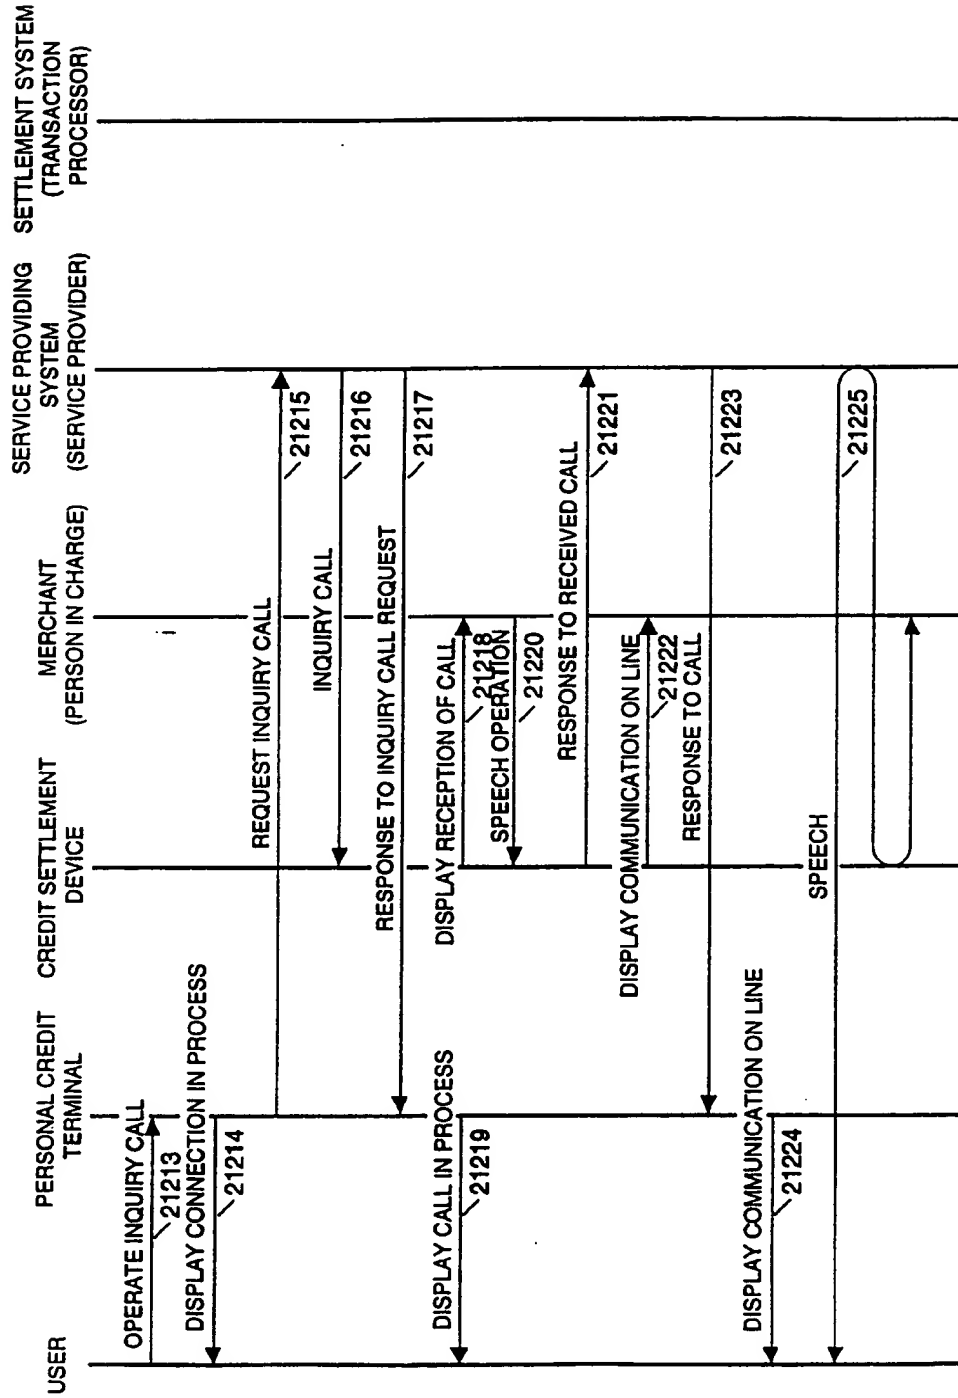 USER
PERSONAL CREDIT
TERMINAL
CREDIT SETTLEMENT
DEVICE
MERCHANT
(PERSON IN CHARGE)
SERVICE PROVIDING
SYSTEM
(SERVICE PROVIDER)
SETTLEMENT SYSTEM
(TRANSACTION
PROCESSOR)
OPERATE INQUIRY CALL
21213
DISPLAY CONNECTION IN PROCESS
21214
REQUEST INQUIRY CALL
21215
INQUIRY CALL
21216
RESPONSE TO INQUIRY CALL REQUEST
21217
DISPLAY RECEPTION OF CALL
21218
DISPLAY CALL IN PROCESS
21219
SPEECH OPERATION
21220
RESPONSE TO RECEIVED CALL
21221
DISPLAY COMMUNICATION ON LINE
21222
RESPONSE TO CALL
21223
DISPLAY COMMUNICATION ON LINE
21224
SPEECH
21225